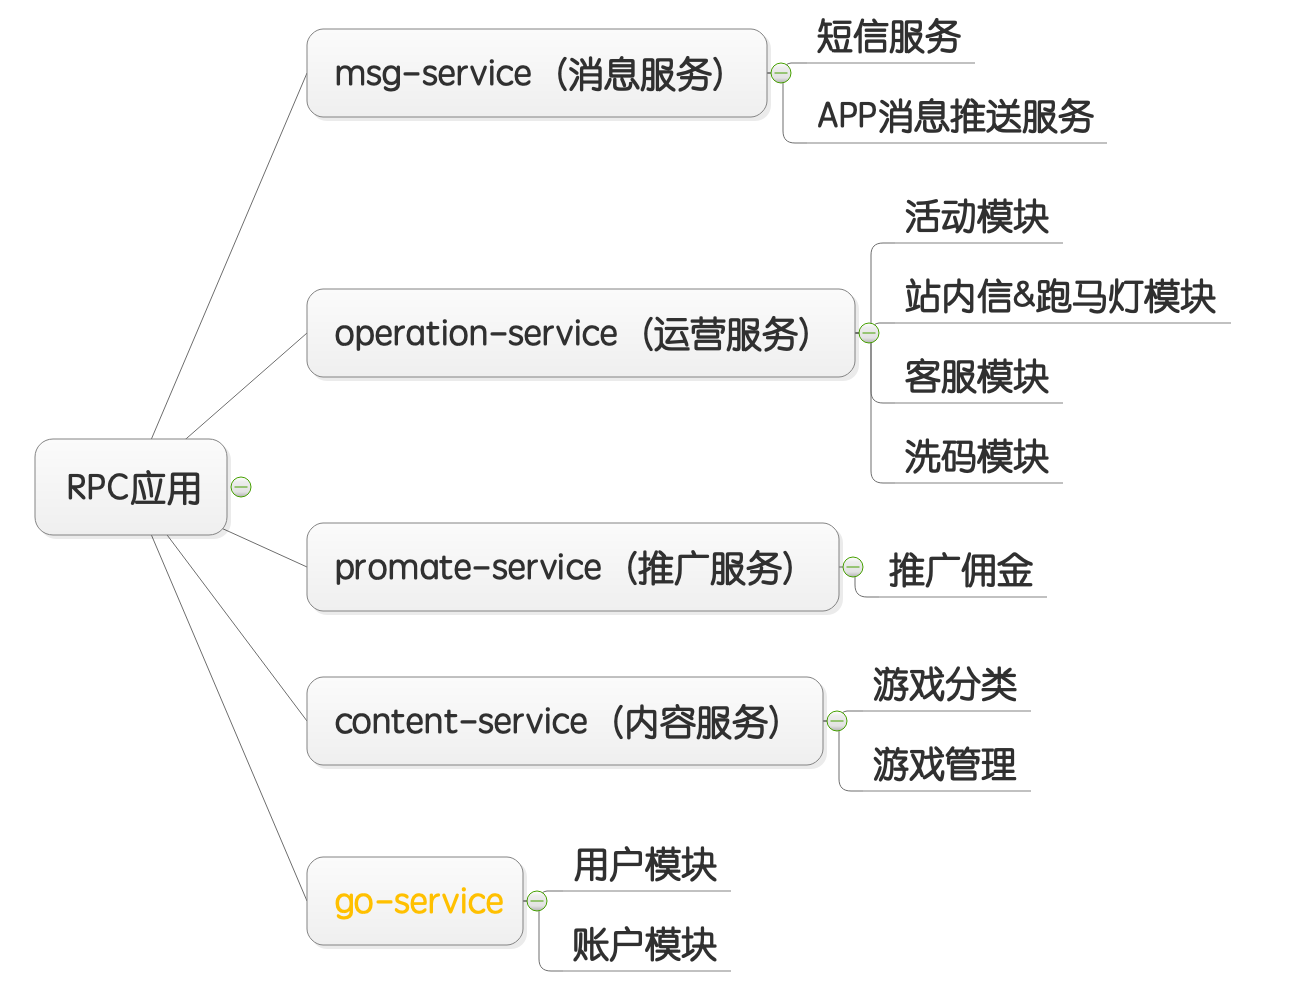 RPC应用
msg-service（消息服务）
短信服务
APP消息推送服务
operation-service（运营服务）
活动模块
站内信&跑马灯模块
客服模块
洗码模块
promate-service（推广服务）
推广佣金
content-service（内容服务）
游戏分类
游戏管理
go-service
用户模块
账户模块